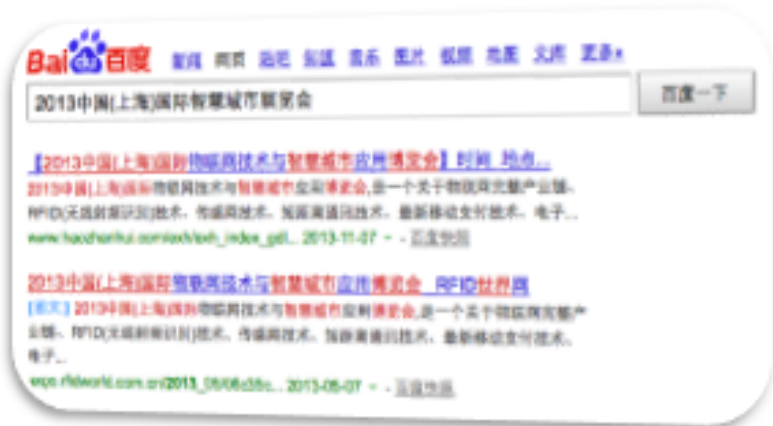 Bai du 百度 新闻 网页 贴吧 知道 音乐 图片 视频 地图 文库 更多»
2013中国(上海)国际智慧城市展览会 百度一下
【2013中国(上海)国际物联网技术与智慧城市应用博览会】时间 地点...
2013中国(上海)国际物联网技术与智慧城市应用博览会,是一个关于物联网完整产业链、
RFID(无线射频识别)技术、传感网技术、短距离通讯技术、最新移动支付技术、电子...
2013-11-07 - 百度快照
2013中国(上海)国际物联网技术与智慧城市应用博览会_RFID世界网
2013中国(上海)国际物联网技术与智慧城市应用博览会,是一个关于物联网完整产
业链、RFID(无线射频识别)技术、传感网技术、短距离通讯技术、最新移动支付技术、
电子...
2013-05-07 - 百度快照